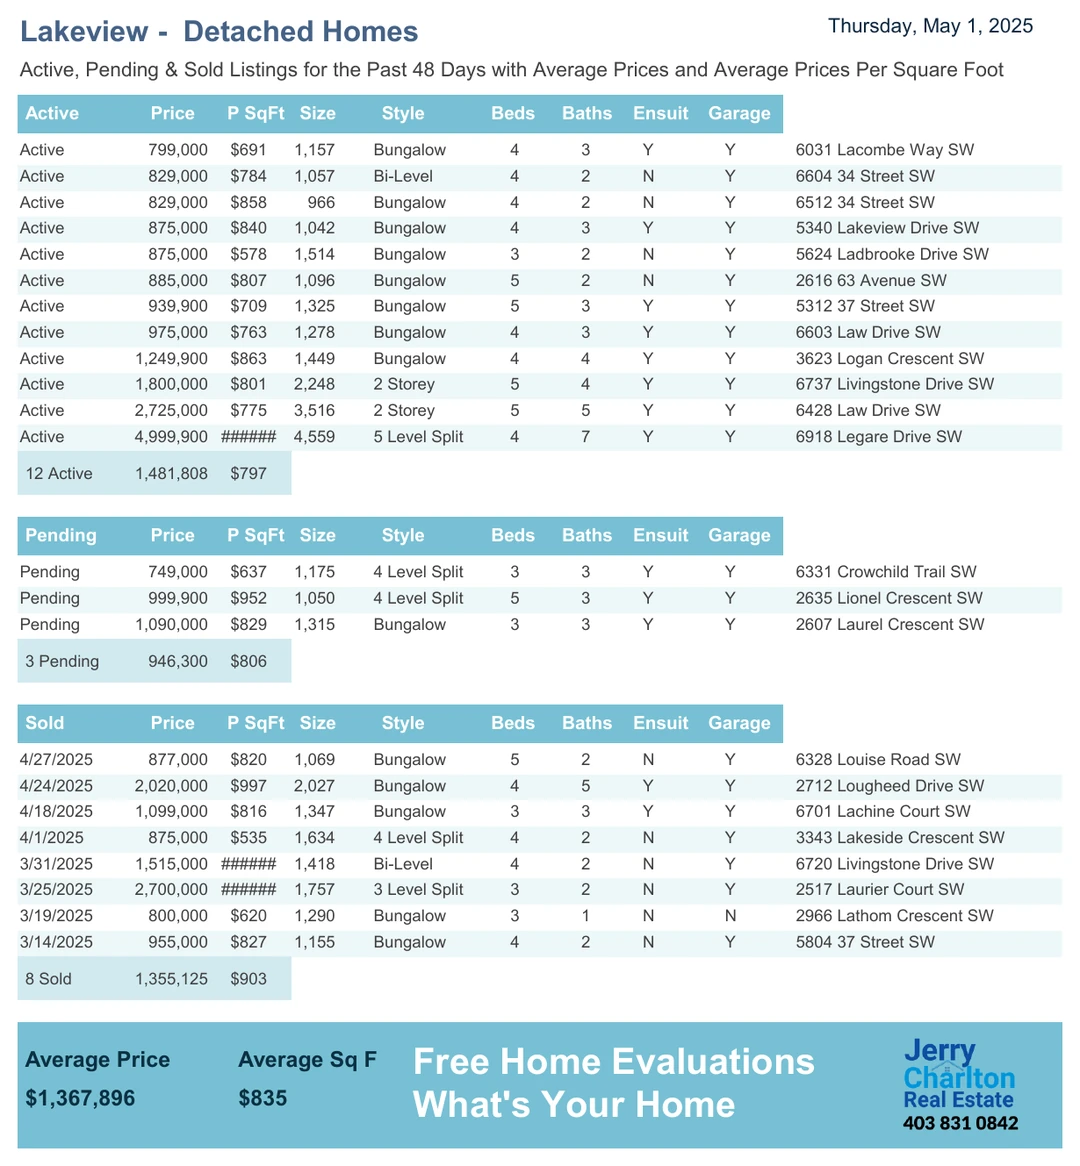 Lakeview - Detached Homes
Thursday, May 1, 2025
Active, Pending & Sold Listings for the Past 48 Days with Average Prices and Average Prices Per Square Foot
Active Price P SqFt Size Style Beds Baths Ensuit Garage
Active 799,000 $691 1,157 Bungalow 4 3 Y Y 6031 Lacombe Way SW
Active 829,000 $784 1,057 Bi-Level 4 2 N Y 6604 34 Street SW
Active 829,000 $858 966 Bungalow 4 2 N Y 6512 34 Street SW
Active 875,000 $840 1,042 Bungalow 4 3 Y Y 5340 Lakeview Drive SW
Active 875,000 $578 1,514 Bungalow 3 2 N Y 5624 Ladbrooke Drive SW
Active 885,000 $807 1,096 Bungalow 5 2 N Y 2616 63 Avenue SW
Active 939,900 $709 1,325 Bungalow 5 3 Y Y 5312 37 Street SW
Active 975,000 $763 1,278 Bungalow 4 3 Y Y 6603 Law Drive SW
Active 1,249,900 $863 1,449 Bungalow 4 4 Y Y 3623 Logan Crescent SW
Active 1,800,000 $801 2,248 2 Storey 5 4 Y Y 6737 Livingstone Drive SW
Active 2,725,000 $775 3,516 2 Storey 5 5 Y Y 6428 Law Drive SW
Active 4,999,900 ###### 4,559 5 Level Split 4 7 Y Y 6918 Legare Drive SW
12 Active 1,481,808 $797
Pending Price P SqFt Size Style Beds Baths Ensuit Garage
Pending 749,000 $637 1,175 4 Level Split 3 3 Y Y 6331 Crowchild Trail SW
Pending 999,900 $952 1,050 4 Level Split 5 3 Y Y 2635 Lionel Crescent SW
Pending 1,090,000 $829 1,315 Bungalow 3 3 Y Y 2607 Laurel Crescent SW
3 Pending 946,300 $806
Sold Price P SqFt Size Style Beds Baths Ensuit Garage
4/27/2025 877,000 $820 1,069 Bungalow 5 2 N Y 6328 Louise Road SW
4/24/2025 2,020,000 $997 2,027 Bungalow 4 5 Y Y 2712 Lougheed Drive SW
4/18/2025 1,099,000 $816 1,347 Bungalow 3 3 Y Y 6701 Lachine Court SW
4/1/2025 875,000 $535 1,634 4 Level Split 4 2 N Y 3343 Lakeside Crescent SW
3/31/2025 1,515,000 ###### 1,418 Bi-Level 4 2 N Y 6720 Livingstone Drive SW
3/25/2025 2,700,000 ###### 1,757 3 Level Split 3 2 N Y 2517 Laurier Court SW
3/19/2025 800,000 $620 1,290 Bungalow 3 1 N N 2966 Lathom Crescent SW
3/14/2025 955,000 $827 1,155 Bungalow 4 2 N Y 5804 37 Street SW
8 Sold 1,355,125 $903
Average Price Average Sq F
$1,367,896 $835
Free Home Evaluations
What's Your Home
Jerry
Charlton
Real Estate
403 831 0842